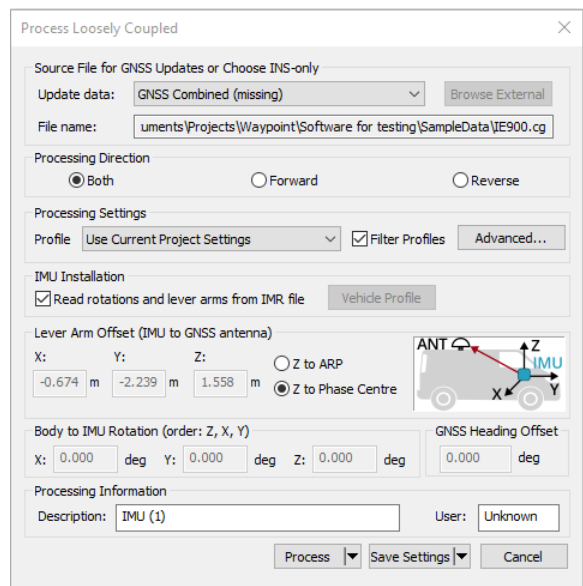 Process Loosely Coupled
Source File for GNSS Updates or Choose INS-only
Update data: GNSS Combined (missing) Browse External
File name: uments\Projects\Waypoint\Software for testing\SampleData\IE900.cg
Processing Direction
Both Forward Reverse
Processing Settings
Profile Use Current Project Settings Filter Profiles Advanced...
IMU Installation
Read rotations and lever arms from IMR file Vehicle Profile
Lever Arm Offset (IMU to GNSS antenna)
X: Y: Z:
-0.674 m -2.239 m 1.558 m
Z to ARP
Z to Phase Centre
ANT Z
IMU
X Y
Body to IMU Rotation (order: Z, X, Y) GNSS Heading Offset
X: 0.000 deg Y: 0.000 deg Z: 0.000 deg 0.000 deg
Processing Information
Description: IMU (1) User: Unknown
Process Save Settings Cancel